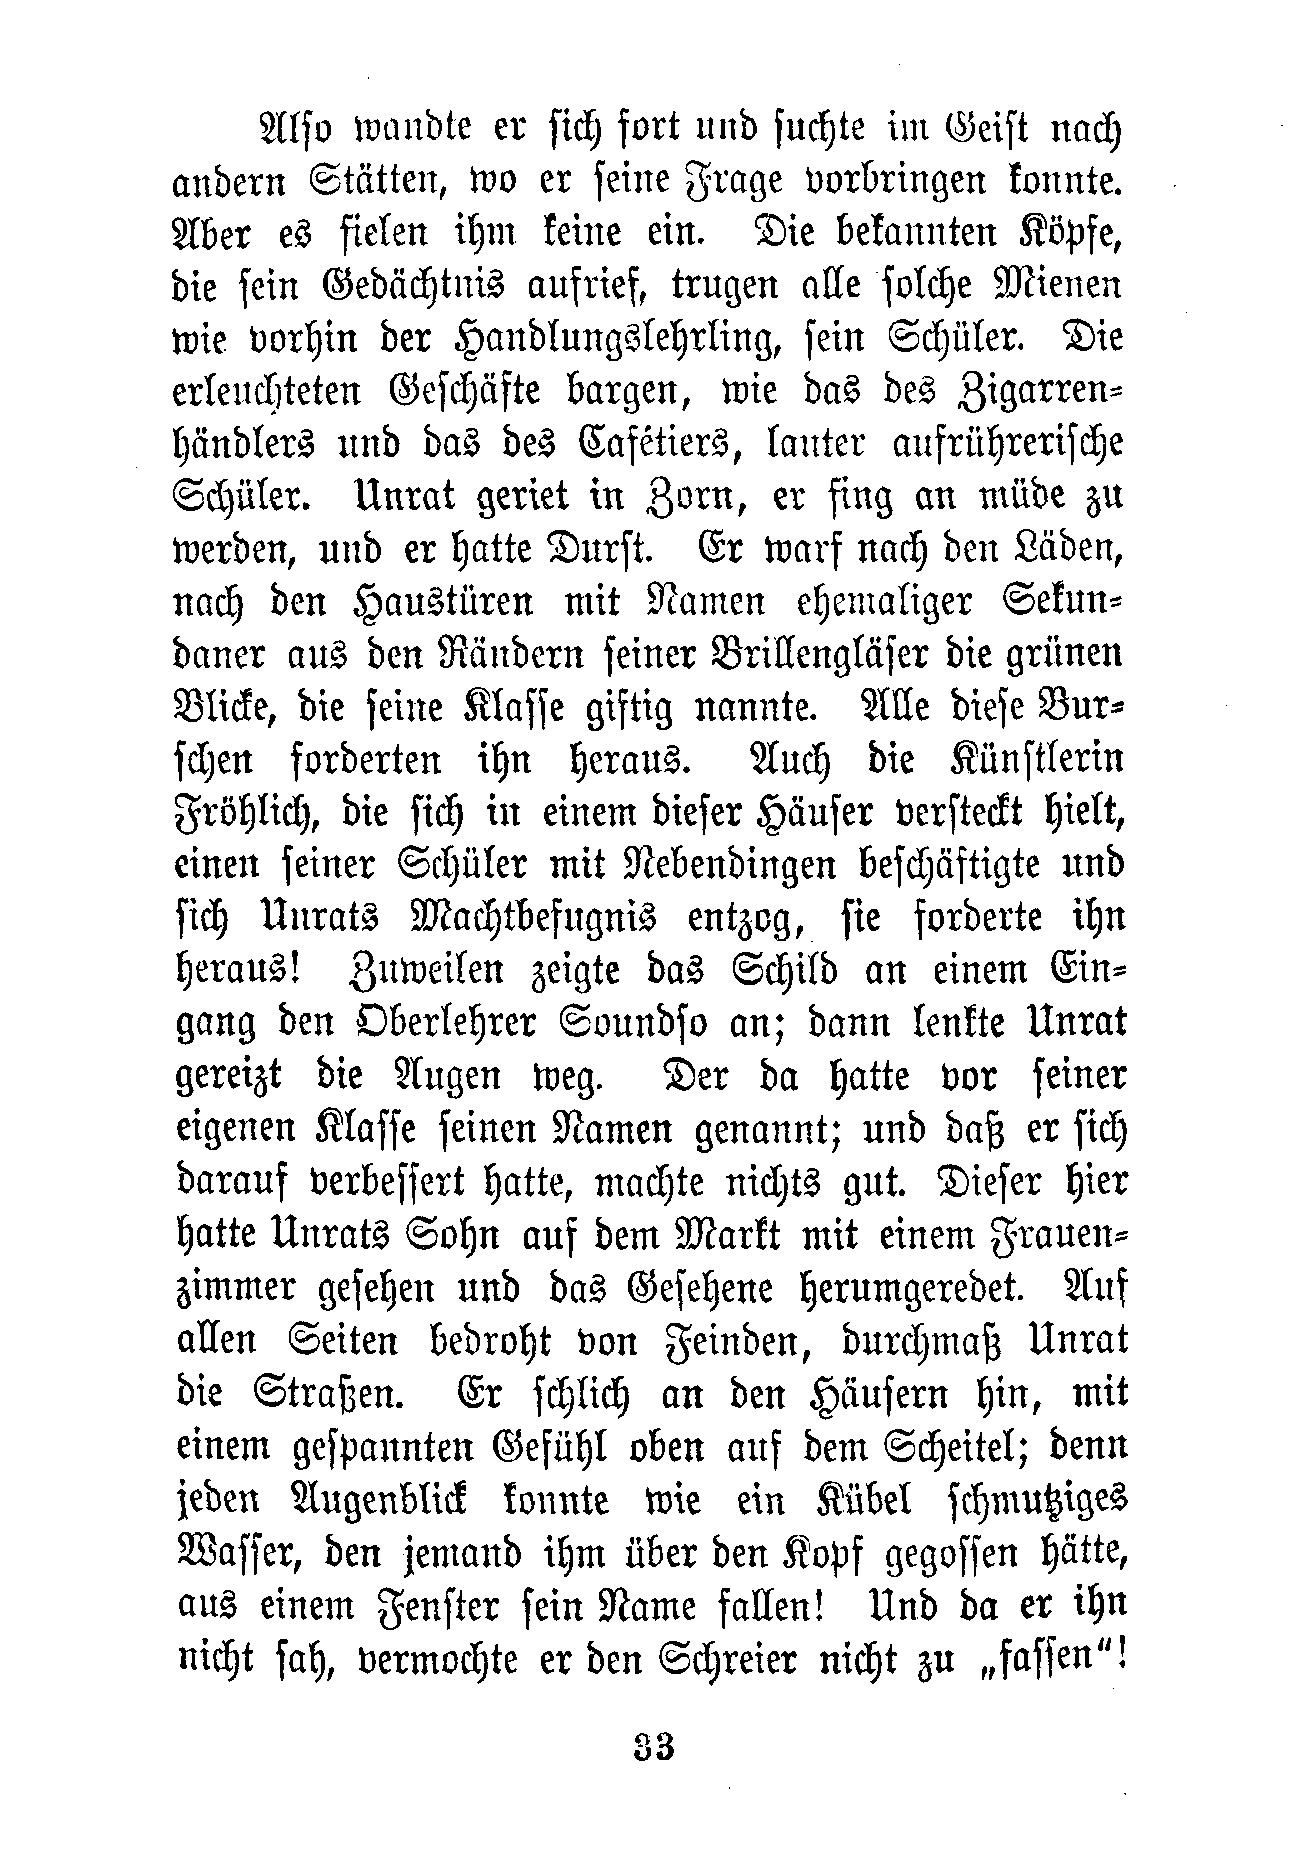 Also wandte er sich fort und suchte im Geist nach
andern Stätten, wo er seine Frage vorbringen konnte.
Aber es fielen ihm keine ein. Die bekannten Köpfe,
die sein Gedächtnis aufrief, trugen alle solche Mienen
wie vorhin der Handlungslehrling, sein Schüler. Die
erleuchteten Geschäfte bargen, wie das des Zigarren-
händlers und das des Cafétiers, lauter aufrührerische
Schüler. Unrat geriet in Zorn, er fing an müde zu
werden, und er hatte Durst. Er warf nach den Läden,
nach den Haustüren mit Namen ehemaliger Sekun-
daner aus den Rändern seiner Brillengläser die grünen
Blicke, die seine Klasse giftig nannte. Alle diese Bur-
schen forderten ihn heraus. Auch die Künstlerin
Fröhlich, die sich in einem dieser Häuser versteckt hielt,
einen seiner Schüler mit Nebendingen beschäftigte und
sich Unrats Machtbefugnis entzog, sie forderte ihn
heraus! Zuweilen zeigte das Schild an einem Ein-
gang den Oberlehrer Soundso an; dann lenkte Unrat
gereizt die Augen weg. Der da hatte vor seiner
eigenen Klasse seinen Namen genannt; und daß er sich
darauf verbessert hatte, machte nichts gut. Dieser hier
hatte Unrats Sohn auf dem Markt mit einem Frauen-
zimmer gesehen und das Gesehene herumgeredet. Auf
allen Seiten bedroht von Feinden, durchmaß Unrat
die Straßen. Er schlich an den Häusern hin, mit
einem gespannten Gefühl oben auf dem Scheitel; denn
jeden Augenblick konnte wie ein Kübel schmutziges
Wasser, den jemand ihm über den Kopf gegossen hätte,
aus einem Fenster sein Name fallen! Und da er ihn
nicht sah, vermochte er den Schreier nicht zu „fassen“!
33